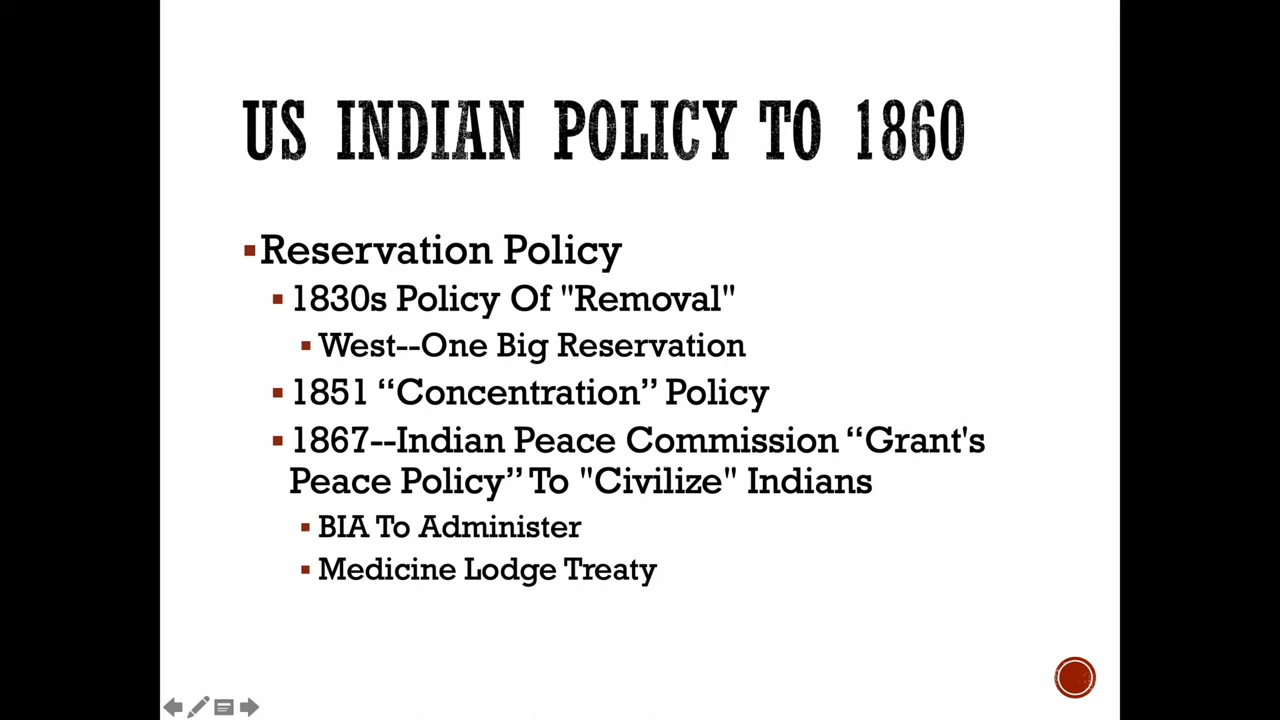 US INDIAN POLICY TO 1860
Reservation Policy
1830s Policy Of "Removal"
West--One Big Reservation
1851 “Concentration” Policy
1867--Indian Peace Commission “Grant's
Peace Policy” To "Civilize" Indians
BIA To Administer
Medicine Lodge Treaty